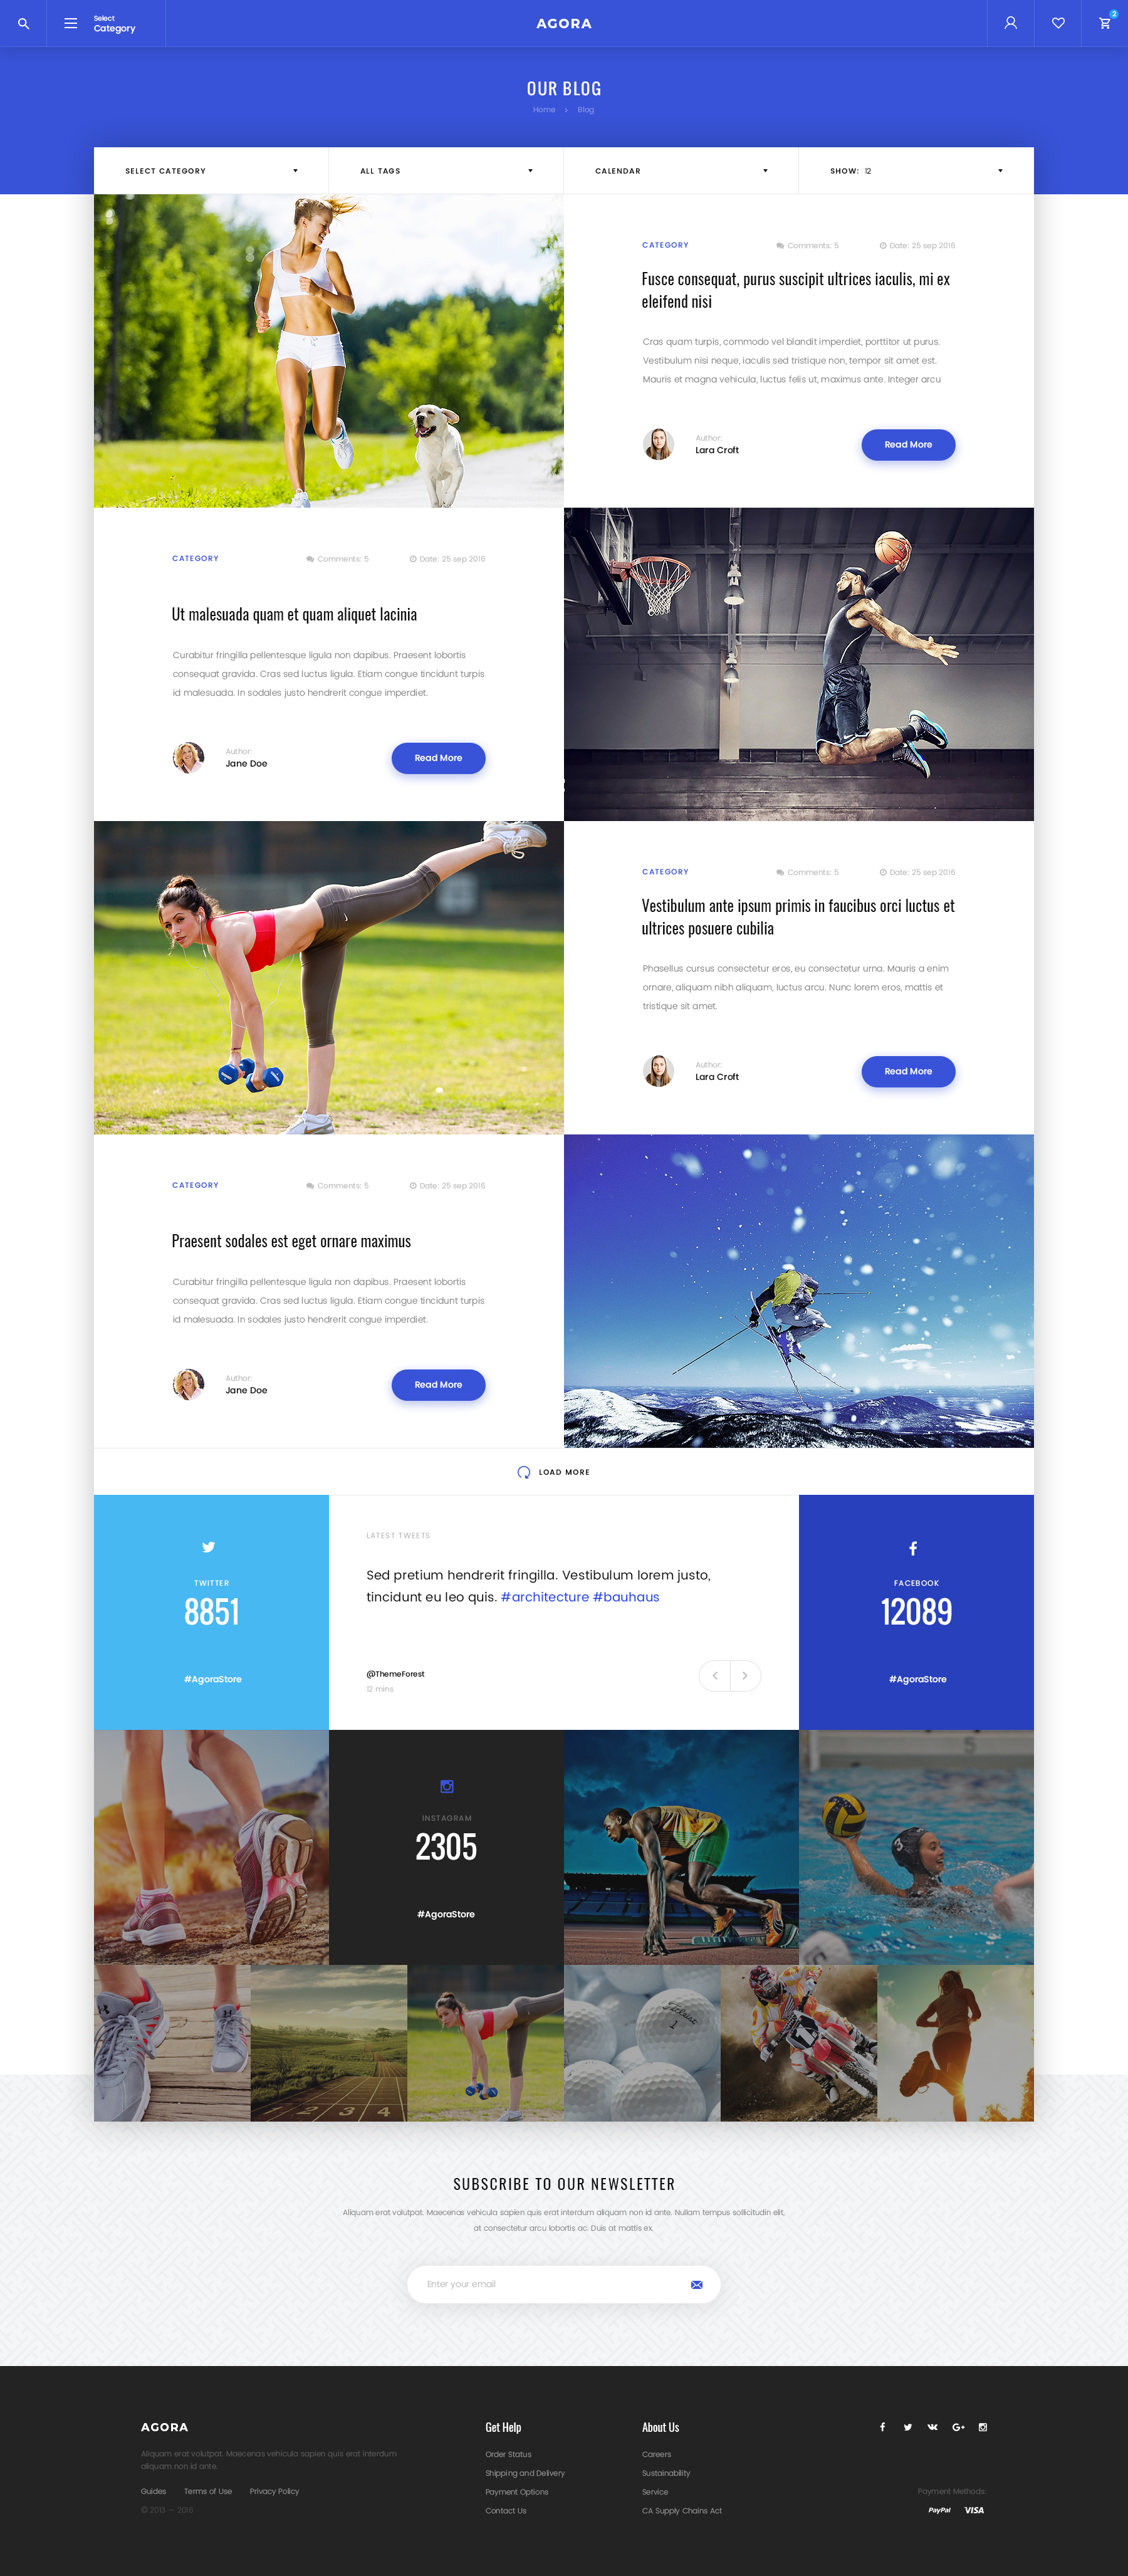 Select
Category
AGORA
2
OUR BLOG
Home > Blog
SELECT CATEGORY
ALL TAGS
CALENDAR
SHOW: 12
CATEGORY Comments: 5 Date: 25 sep 2016
Fusce consequat, purus suscipit ultrices iaculis, mi ex
eleifend nisi
Cras quam turpis, commodo vel blandit imperdiet, porttitor ut purus.
Vestibulum nisi neque, iaculis sed tristique non, tempor sit amet est.
Mauris et magna vehicula, luctus felis ut, maximus ante. Integer arcu
Author:
Lara Croft
Read More
CATEGORY Comments: 5 Date: 25 sep 2016
Ut malesuada quam et quam aliquet lacinia
Curabitur fringilla pellentesque ligula non dapibus. Praesent lobortis
consequat gravida. Cras sed luctus ligula. Etiam congue tincidunt turpis
id malesuada. In sodales justo hendrerit congue imperdiet.
Author:
Jane Doe
Read More
CATEGORY Comments: 5 Date: 25 sep 2016
Vestibulum ante ipsum primis in faucibus orci luctus et
ultrices posuere cubilia
Phasellus cursus consectetur eros, eu consectetur urna. Mauris a enim
ornare, aliquam nibh aliquam, luctus arcu. Nunc lorem eros, mattis et
tristique sit amet.
Author:
Lara Croft
Read More
CATEGORY Comments: 5 Date: 25 sep 2016
Praesent sodales est eget ornare maximus
Curabitur fringilla pellentesque ligula non dapibus. Praesent lobortis
consequat gravida. Cras sed luctus ligula. Etiam congue tincidunt turpis
id malesuada. In sodales justo hendrerit congue imperdiet.
Author:
Jane Doe
Read More
LOAD MORE
TWITTER
8851
#AgoraStore
LATEST TWEETS
Sed pretium hendrerit fringilla. Vestibulum lorem justo,
tincidunt eu leo quis. #architecture #bauhaus
@ThemeForest
12 mins
FACEBOOK
12089
#AgoraStore
INSTAGRAM
2305
#AgoraStore
5
3
1 2 3 4
Titleist
1
SUBSCRIBE TO OUR NEWSLETTER
Aliquam erat volutpat. Maecenas vehicula sapien quis erat interdum aliquam non id ante. Nullam tempus sollicitudin elit,
at consectetur arcu lobortis ac. Duis at mattis ex.
Enter your email
AGORA
Aliquam erat volutpat. Maecenas vehicula sapien quis erat interdum
aliquam non id ante.
Guides Terms of Use Privacy Policy
© 2013 — 2016
Get Help
Order Status
Shipping and Delivery
Payment Options
Contact Us
About Us
Careers
Sustainability
Service
CA Supply Chains Act
Payment Methods:
PayPal VISA